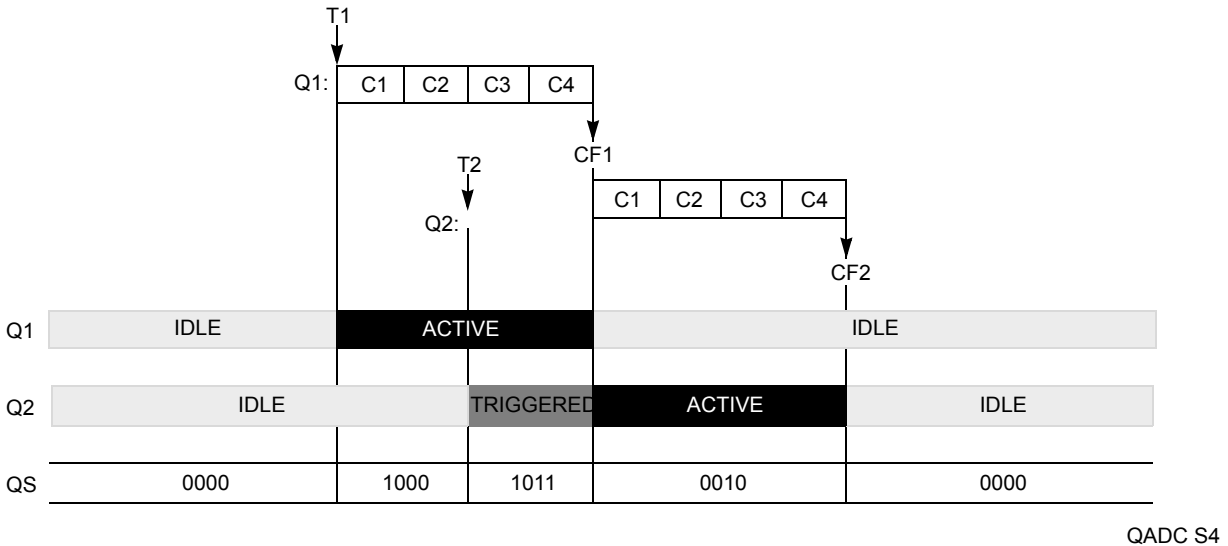 T1
Q1: C1 C2 C3 C4
CF1
T2
C1 C2 C3 C4
Q2:
CF2
Q1 IDLE ACTIVE IDLE
Q2 IDLE TRIGGERED ACTIVE IDLE
QS 0000 1000 1011 0010 0000
QADC S4